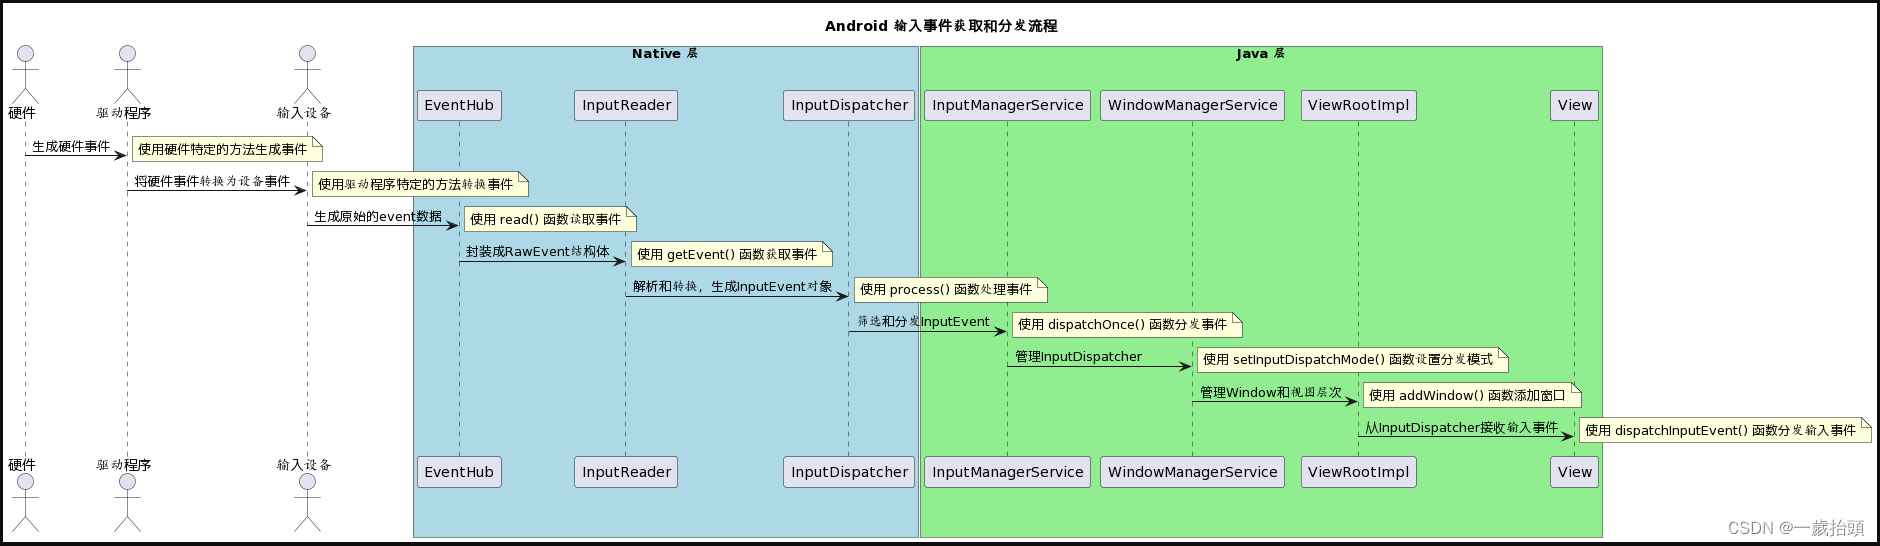 Android 输入事件获取和分发流程
Native 层
Java 层
硬件
驱动程序
输入设备
EventHub
InputReader
InputDispatcher
InputManagerService
WindowManagerService
ViewRootImpl
View
生成硬件事件
使用硬件特定的方法生成事件
将硬件事件转换为设备事件
使用驱动程序特定的方法转换事件
生成原始的event数据
使用 read() 函数读取事件
封装成RawEvent结构体
使用 getEvent() 函数获取事件
解析和转换，生成InputEvent对象
使用 process() 函数处理事件
筛选和分发InputEvent
使用 dispatchOnce() 函数分发事件
管理InputDispatcher
使用 setInputDispatchMode() 函数设置分发模式
管理Window和视图层次
使用 addWindow() 函数添加窗口
从InputDispatcher接收输入事件
使用 dispatchInputEvent() 函数分发输入事件
硬件
驱动程序
输入设备
EventHub
InputReader
InputDispatcher
InputManagerService
WindowManagerService
ViewRootImpl
View
CSDN @一歲抬頭